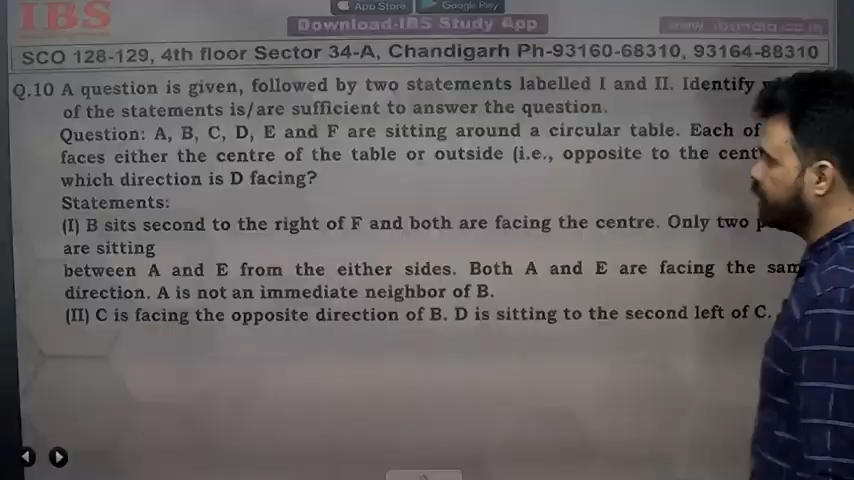 IBS
App Store
Google Play
Download-IBS Study App
www.ibsindia.co.in
SCO 128-129, 4th floor Sector 34-A, Chandigarh Ph-93160-68310, 93164-88310
Q.10 A question is given, followed by two statements labelled I and II. Identify
of the statements is/are sufficient to answer the question.
Question: A, B, C, D, E and F are sitting around a circular table. Each of
faces either the centre of the table or outside (i.e., opposite to the cent
which direction is D facing?
Statements:
(I) B sits second to the right of F and both are facing the centre. Only two p
are sitting
between A and E from the either sides. Both A and E are facing the sam
direction. A is not an immediate neighbor of B.
(II) C is facing the opposite direction of B. D is sitting to the second left of C.